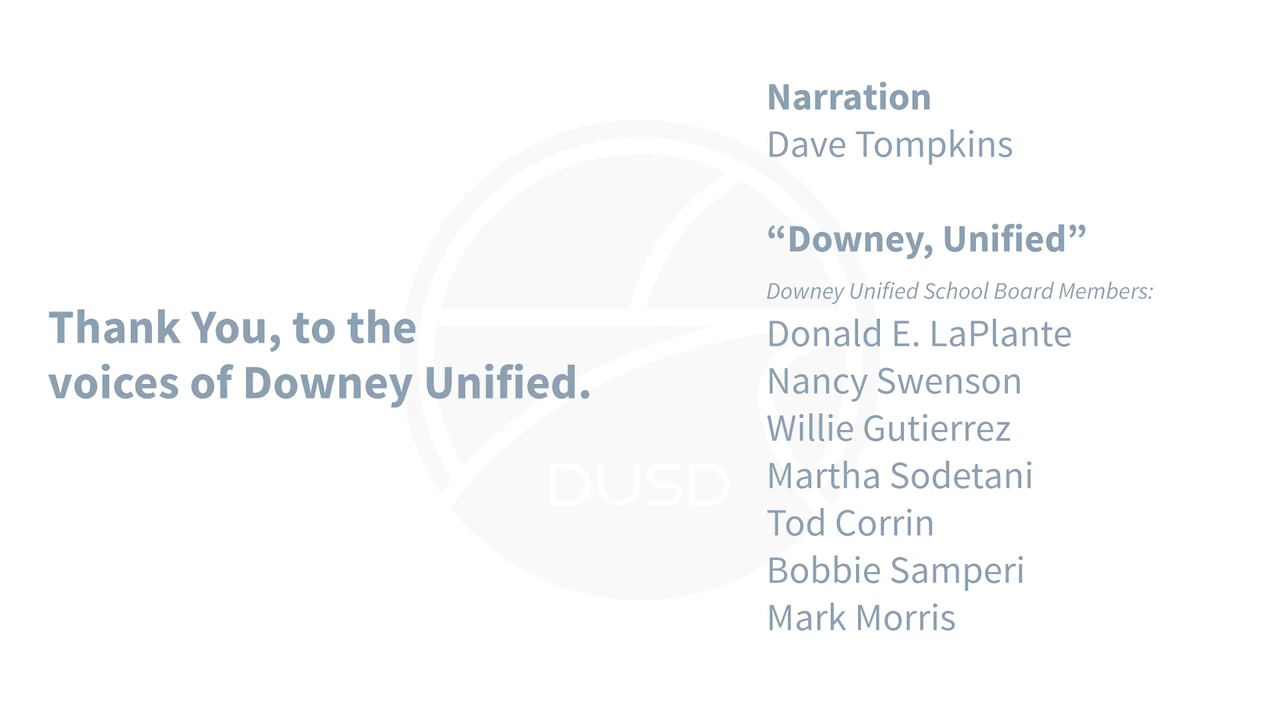 Thank You, to the
voices of Downey Unified.
Narration
Dave Tompkins
“Downey, Unified”
Downey Unified School Board Members:
Donald E. LaPlante
Nancy Swenson
Willie Gutierrez
Martha Sodetani
Tod Corrin
Bobbie Samperi
Mark Morris
DUSD